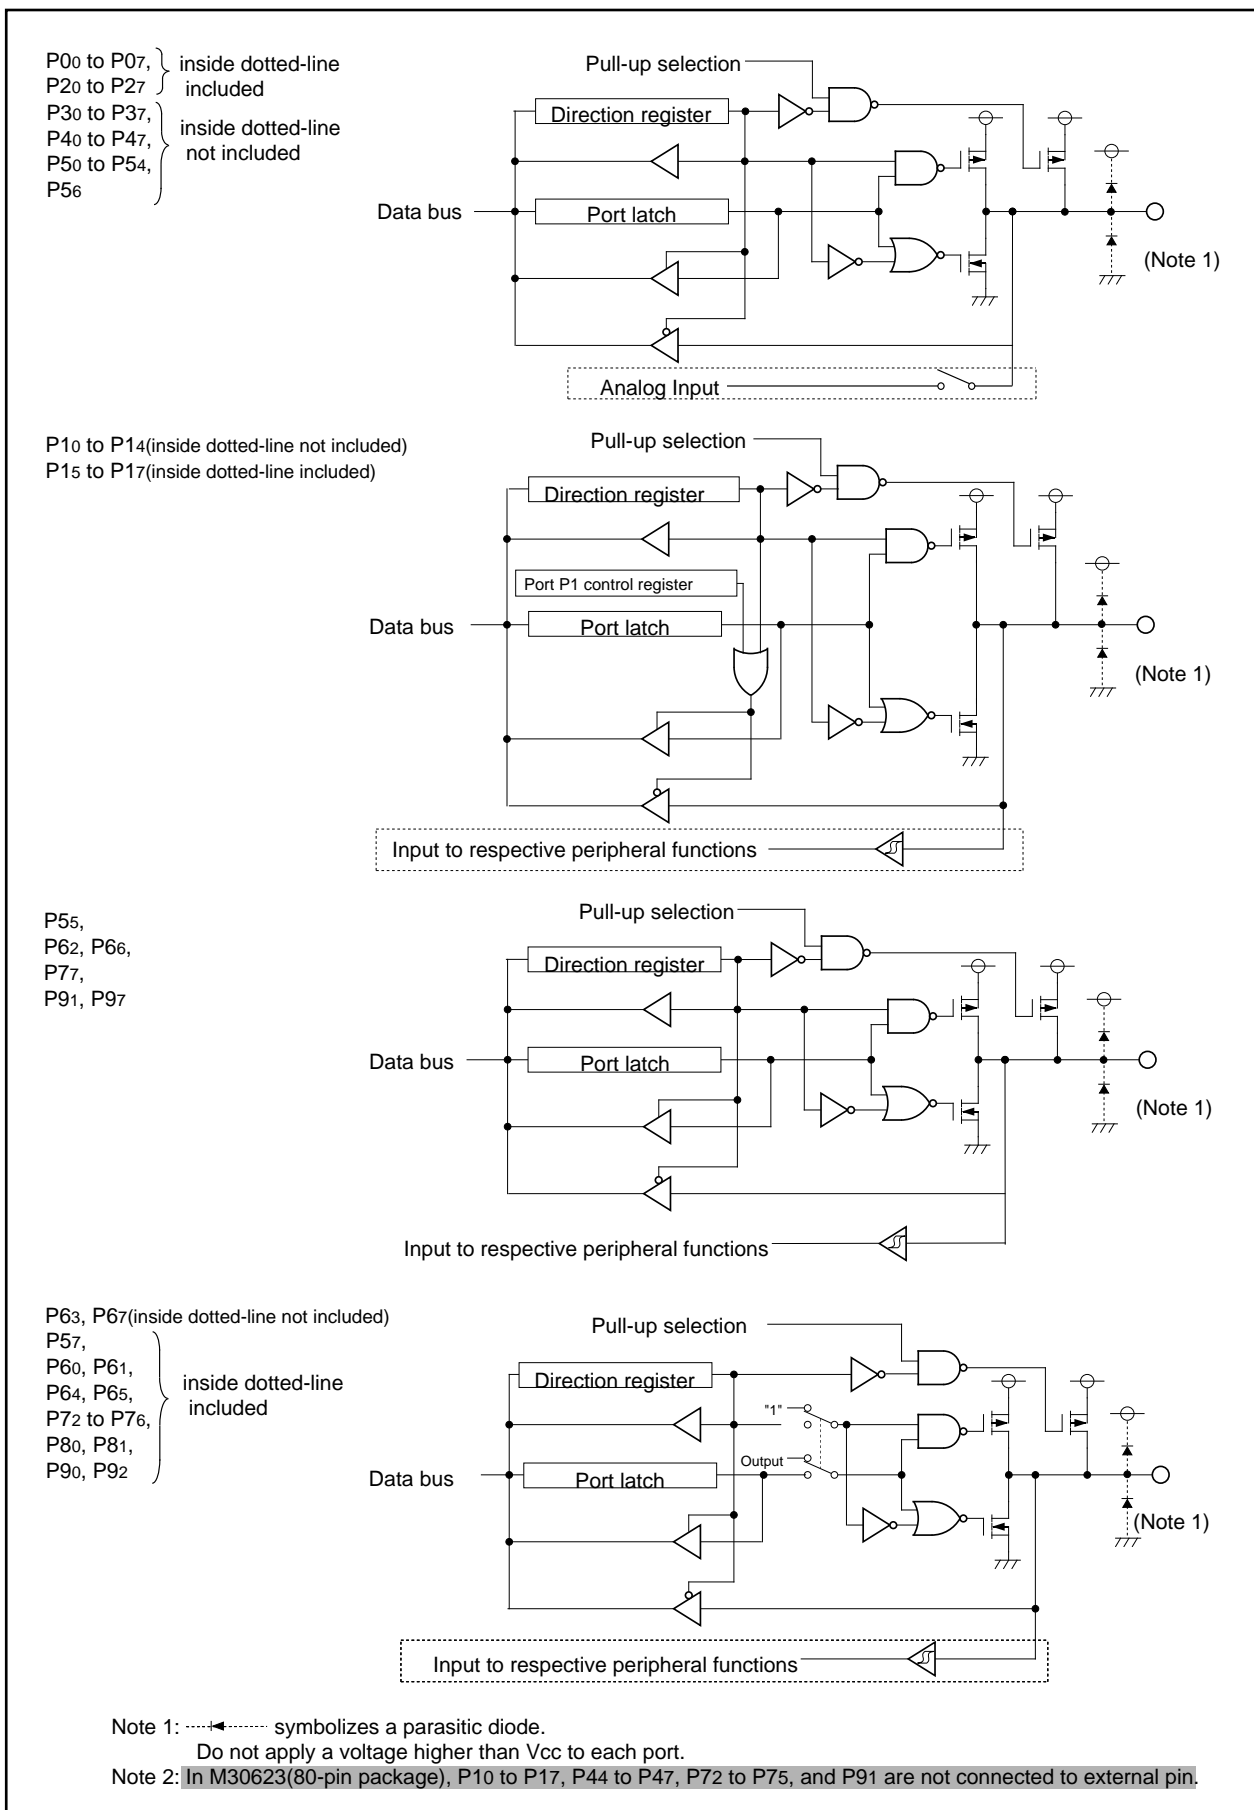 P00 to P07,
P20 to P27
inside dotted-line
included
P30 to P37,
P40 to P47,
P50 to P54,
P56
inside dotted-line
not included
Pull-up selection
Direction register
Data bus
Port latch
(Note 1)
Analog Input
P10 to P14(inside dotted-line not included)
P15 to P17(inside dotted-line included)
Pull-up selection
Direction register
Port P1 control register
Data bus
Port latch
(Note 1)
Input to respective peripheral functions
P55,
P62, P66,
P77,
P91, P97
Pull-up selection
Direction register
Data bus
Port latch
(Note 1)
Input to respective peripheral functions
P63, P67(inside dotted-line not included)
P57,
P60, P61,
P64, P65,
P72 to P76,
P80, P81,
P90, P92
inside dotted-line
included
Pull-up selection
Direction register
"1"
Output
Data bus
Port latch
(Note 1)
Input to respective peripheral functions
Note 1: symbolizes a parasitic diode.
Do not apply a voltage higher than Vcc to each port.
Note 2: In M30623(80-pin package), P10 to P17, P44 to P47, P72 to P75, and P91 are not connected to external pin.